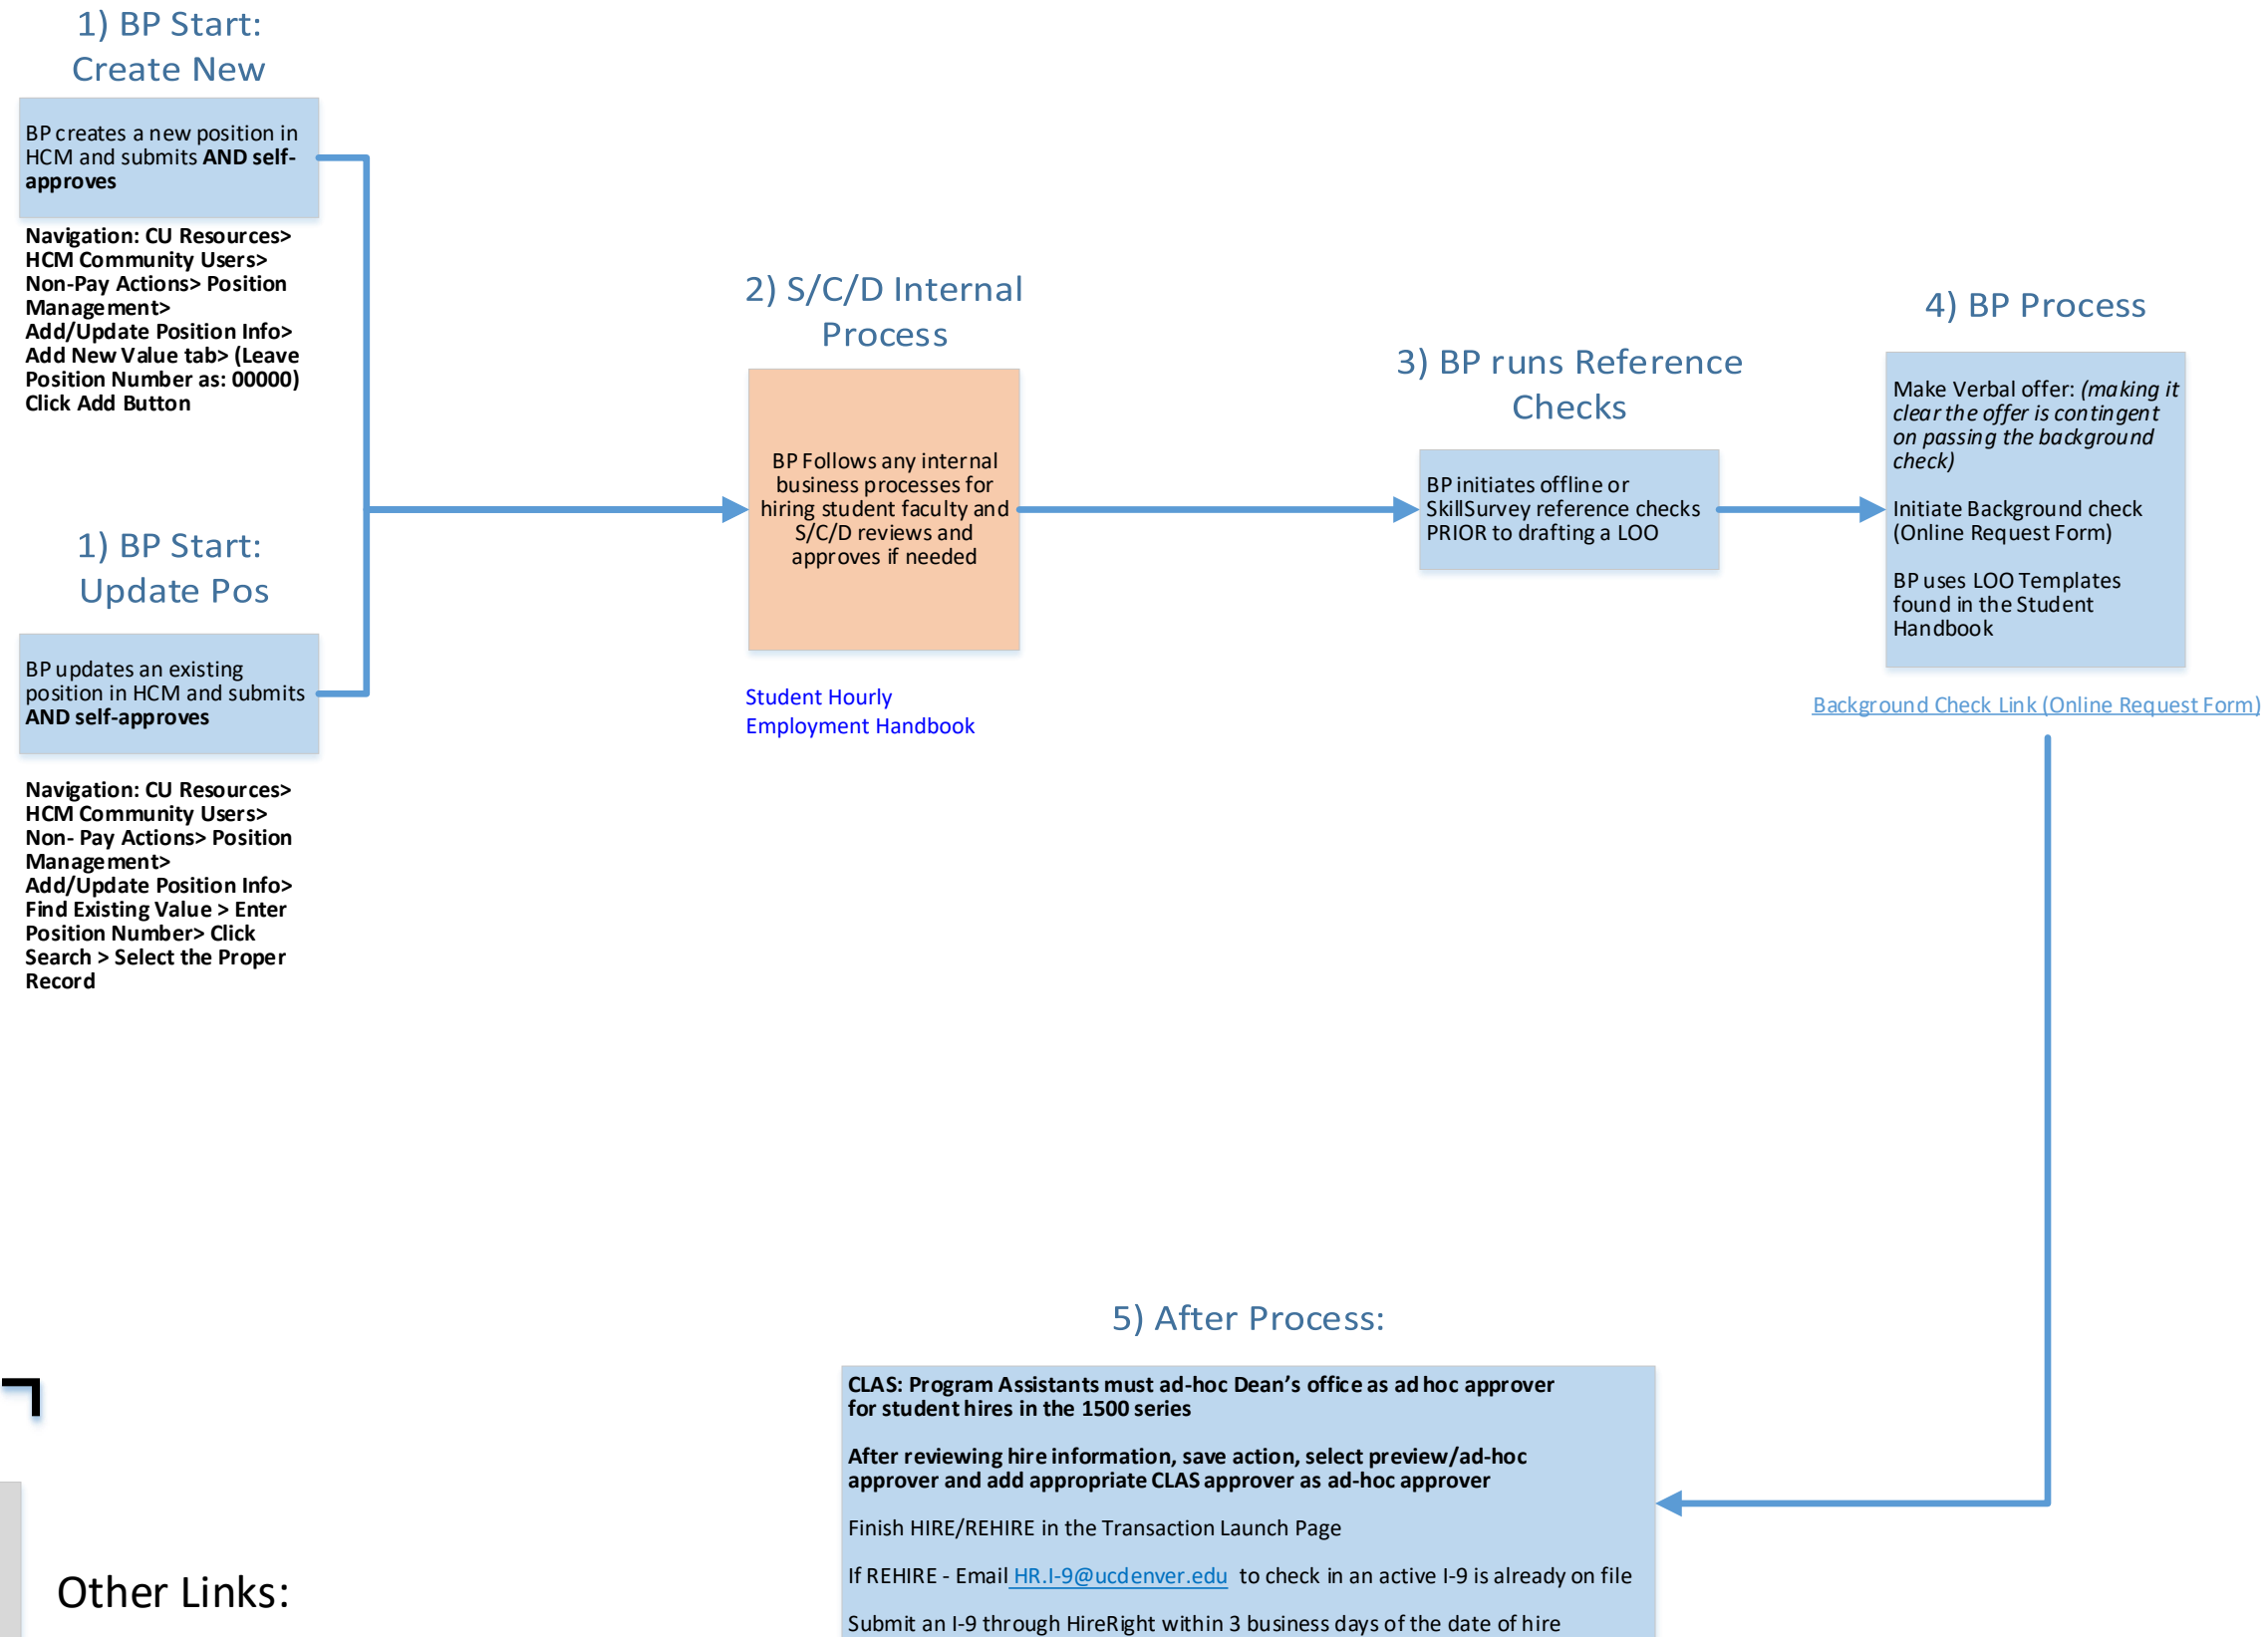 1) BP Start:
Create New
BP creates a new position in
HCM and submits AND self-
approves
Navigation: CU Resources>
HCM Community Users>
Non-Pay Actions> Position
Management>
Add/Update Position Info>
Add New Value tab> (Leave
Position Number as: 00000)
Click Add Button
1) BP Start:
Update Pos
BP updates an existing
position in HCM and submits
AND self-approves
Navigation: CU Resources>
HCM Community Users>
Non- Pay Actions> Position
Management>
Add/Update Position Info>
Find Existing Value > Enter
Position Number> Click
Search > Select the Proper
Record
2) S/C/D Internal
Process
BP Follows any internal
business processes for
hiring student faculty and
S/C/D reviews and
approves if needed
Student Hourly
Employment Handbook
3) BP runs Reference
Checks
BP initiates offline or
SkillSurvey reference checks
PRIOR to drafting a LOO
4) BP Process
Make Verbal offer: (making it
clear the offer is contingent
on passing the background
check)
Initiate Background check
(Online Request Form)
BP uses LOO Templates
found in the Student
Handbook
Background Check Link (Online Request Form)
5) After Process:
CLAS: Program Assistants must ad-hoc Dean’s office as ad hoc approver
for student hires in the 1500 series
After reviewing hire information, save action, select preview/ad-hoc
approver and add appropriate CLAS approver as ad-hoc approver
Finish HIRE/REHIRE in the Transaction Launch Page
If REHIRE - Email HR.I-9@ucdenver.edu to check in an active I-9 is already on file
Submit an I-9 through HireRight within 3 business days of the date of hire
Other Links: